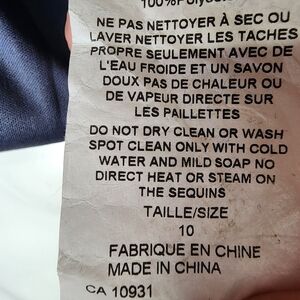 100%Polyester
NE PAS NETTOYER À SEC OU
LAVER NETTOYER LES TACHES
PROPRE SEULEMENT AVEC DE
L'EAU FROIDE ET UN SAVON
DOUX PAS DE CHALEUR OU
DE VAPEUR DIRECTE SUR
LES PAILLETTES
DO NOT DRY CLEAN OR WASH
SPOT CLEAN ONLY WITH COLD
WATER AND MILD SOAP NO
DIRECT HEAT OR STEAM ON
THE SEQUINS
TAILLE/SIZE
10
FABRIQUE EN CHINE
MADE IN CHINA
CA 10931